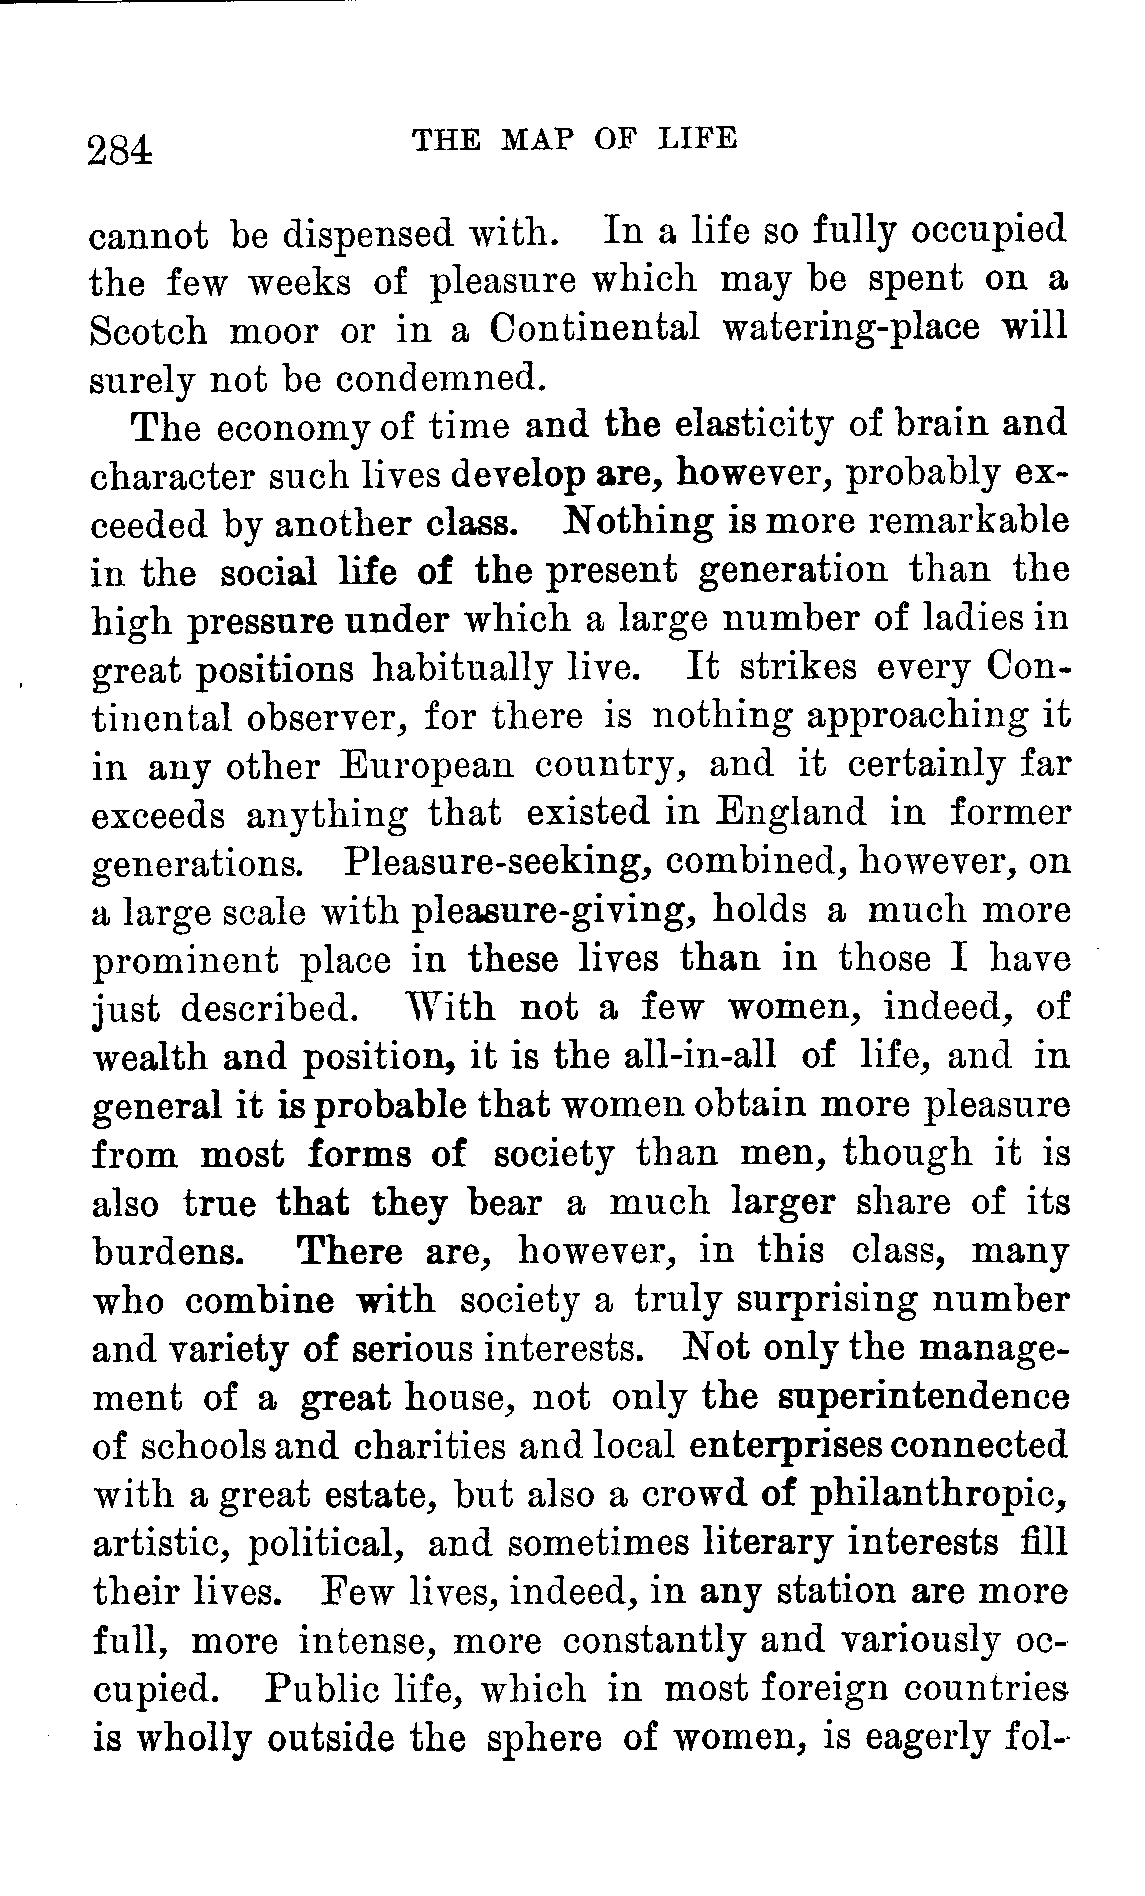 284 THE MAP OF LIFE
cannot be dispensed with. In a life so fully occupied
the few weeks of pleasure which may be spent on a
Scotch moor or in a Continental watering-place will
surely not be condemned.
The economy of time and the elasticity of brain and
character such lives develop are, however, probably ex-
ceeded by another class. Nothing is more remarkable
in the social life of the present generation than the
high pressure under which a large number of ladies in
great positions habitually live. It strikes every Con-
tinental observer, for there is nothing approaching it
in any other European country, and it certainly far
exceeds anything that existed in England in former
generations. Pleasure-seeking, combined, however, on
a large scale with pleasure-giving, holds a much more
prominent place in these lives than in those I have
just described. With not a few women, indeed, of
wealth and position, it is the all-in-all of life, and in
general it is probable that women obtain more pleasure
from most forms of society than men, though it is
also true that they bear a much larger share of its
burdens. There are, however, in this class, many
who combine with society a truly surprising number
and variety of serious interests. Not only the manage-
ment of a great house, not only the superintendence
of schools and charities and local enterprises connected
with a great estate, but also a crowd of philanthropic,
artistic, political, and sometimes literary interests fill
their lives. Few lives, indeed, in any station are more
full, more intense, more constantly and variously oc-
cupied. Public life, which in most foreign countries
is wholly outside the sphere of women, is eagerly fol-